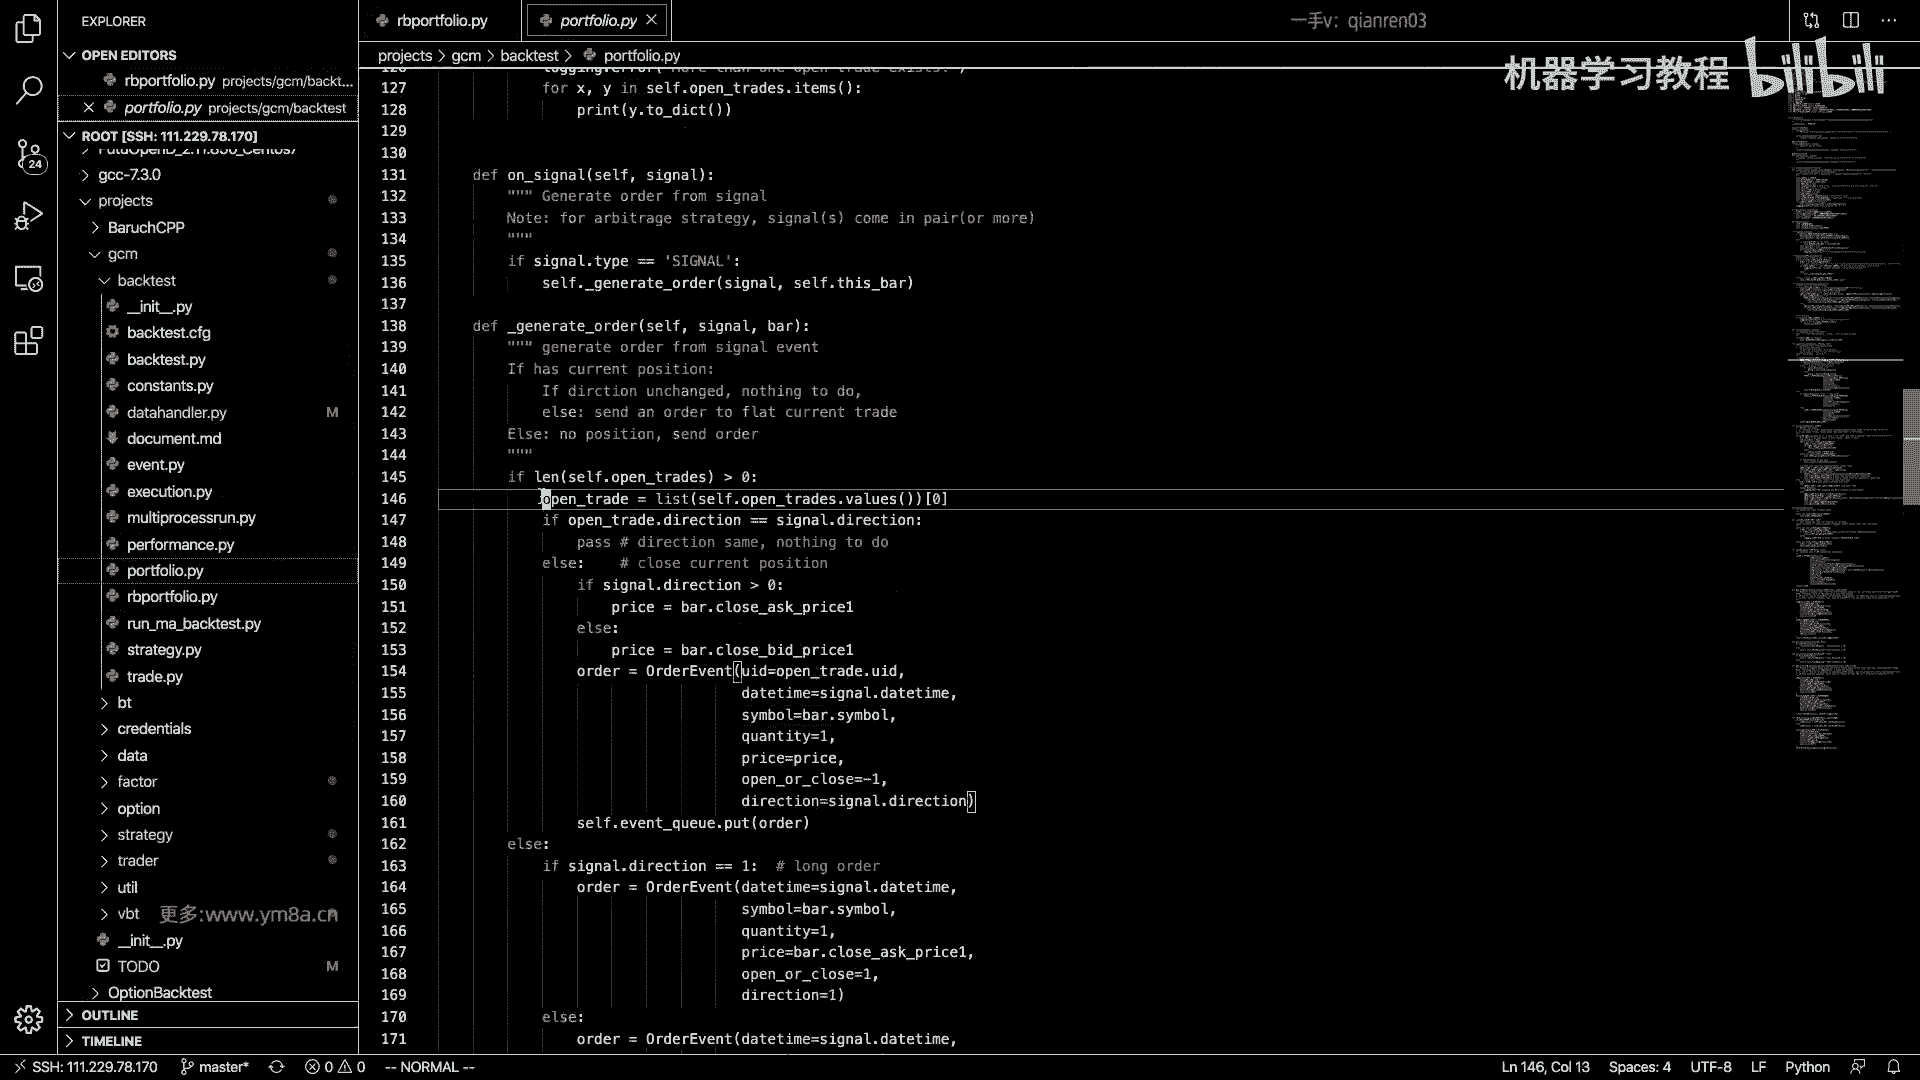 EXPLORER
OPEN EDITORS
rbportfolio.py projects/gcm/backt...
portfolio.py projects/gcm/backtest
ROOT [SSH: 111.229.78.170]
gcc-7.3.0
projects
BaruchCPP
gcm
backtest
__init__.py
backtest.cfg
backtest.py
constants.py
datahandler.py M
document.md
event.py
execution.py
multiprocessrun.py
performance.py
portfolio.py
rbportfolio.py
run_ma_backtest.py
strategy.py
trade.py
bt
credentials
data
factor
option
strategy
trader
util
vbt 更多:www.ym8a.cn
__init__.py
TODO M
OptionBacktest
OUTLINE
TIMELINE
24
rbportfolio.py
portfolio.py
一手v: qianren03
projects > gcm > backtest > portfolio.py
机器学习教程 bilibili
127 for x, y in self.open_trades.items():
128 print(y.to_dict())
129
130
131 def on_signal(self, signal):
132 """ Generate order from signal
133 Note: for arbitrage strategy, signal(s) come in pair(or more)
134 """
135 if signal.type == 'SIGNAL':
136 self._generate_order(signal, self.this_bar)
137
138 def _generate_order(self, signal, bar):
139 """ generate order from signal event
140 If has current position:
141 If dirction unchanged, nothing to do,
142 else: send an order to flat current trade
143 Else: no position, send order
144 """
145 if len(self.open_trades) > 0:
146 open_trade = list(self.open_trades.values())[0]
147 if open_trade.direction == signal.direction:
148 pass # direction same, nothing to do
149 else: # close current position
150 if signal.direction > 0:
151 price = bar.close_ask_price1
152 else:
153 price = bar.close_bid_price1
154 order = OrderEvent(uid=open_trade.uid,
155 datetime=signal.datetime,
156 symbol=bar.symbol,
157 quantity=1,
158 price=price,
159 open_or_close=-1,
160 direction=signal.direction)
161 self.event_queue.put(order)
162 else:
163 if signal.direction == 1: # long order
164 order = OrderEvent(datetime=signal.datetime,
165 symbol=bar.symbol,
166 quantity=1,
167 price=bar.close_ask_price1,
168 open_or_close=1,
169 direction=1)
170 else:
171 order = OrderEvent(datetime=signal.datetime,
SSH: 111.229.78.170 master* 0 0 -- NORMAL -- Ln 146, Col 13 Spaces: 4 UTF-8 LF Python